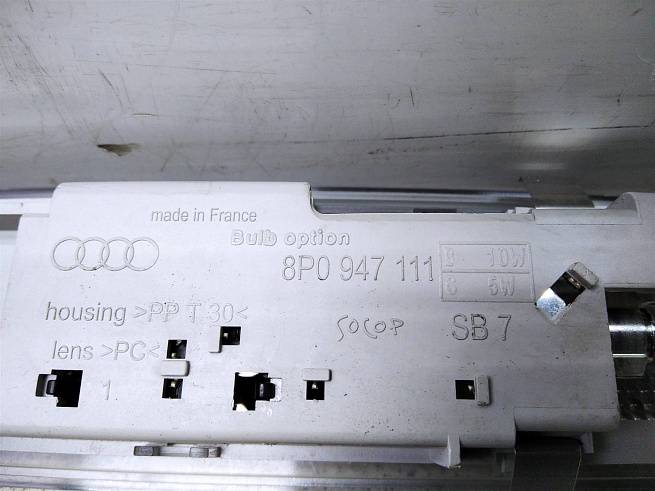 made in France
Bulb option
8P0 947 111
D 10W
S 5W
housing >PP T 30<
SOCOP
SB 7
lens >PC<
1